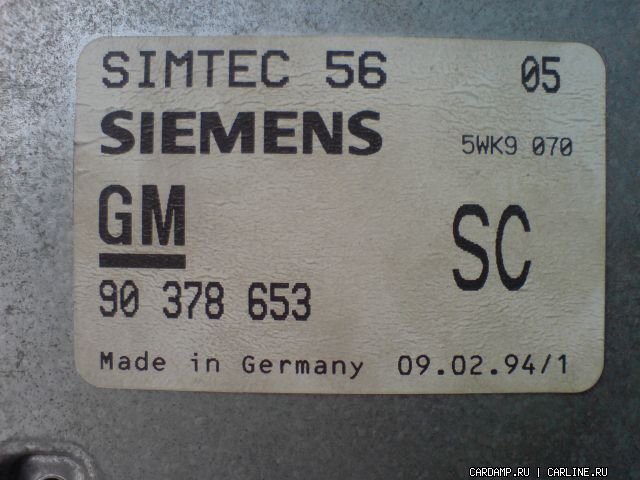 SIMTEC 56 05
SIEMENS 5WK9 070
GM SC
90 378 653
Made in Germany 09.02.94/1
CARDAMP.RU | CARLINE.RU